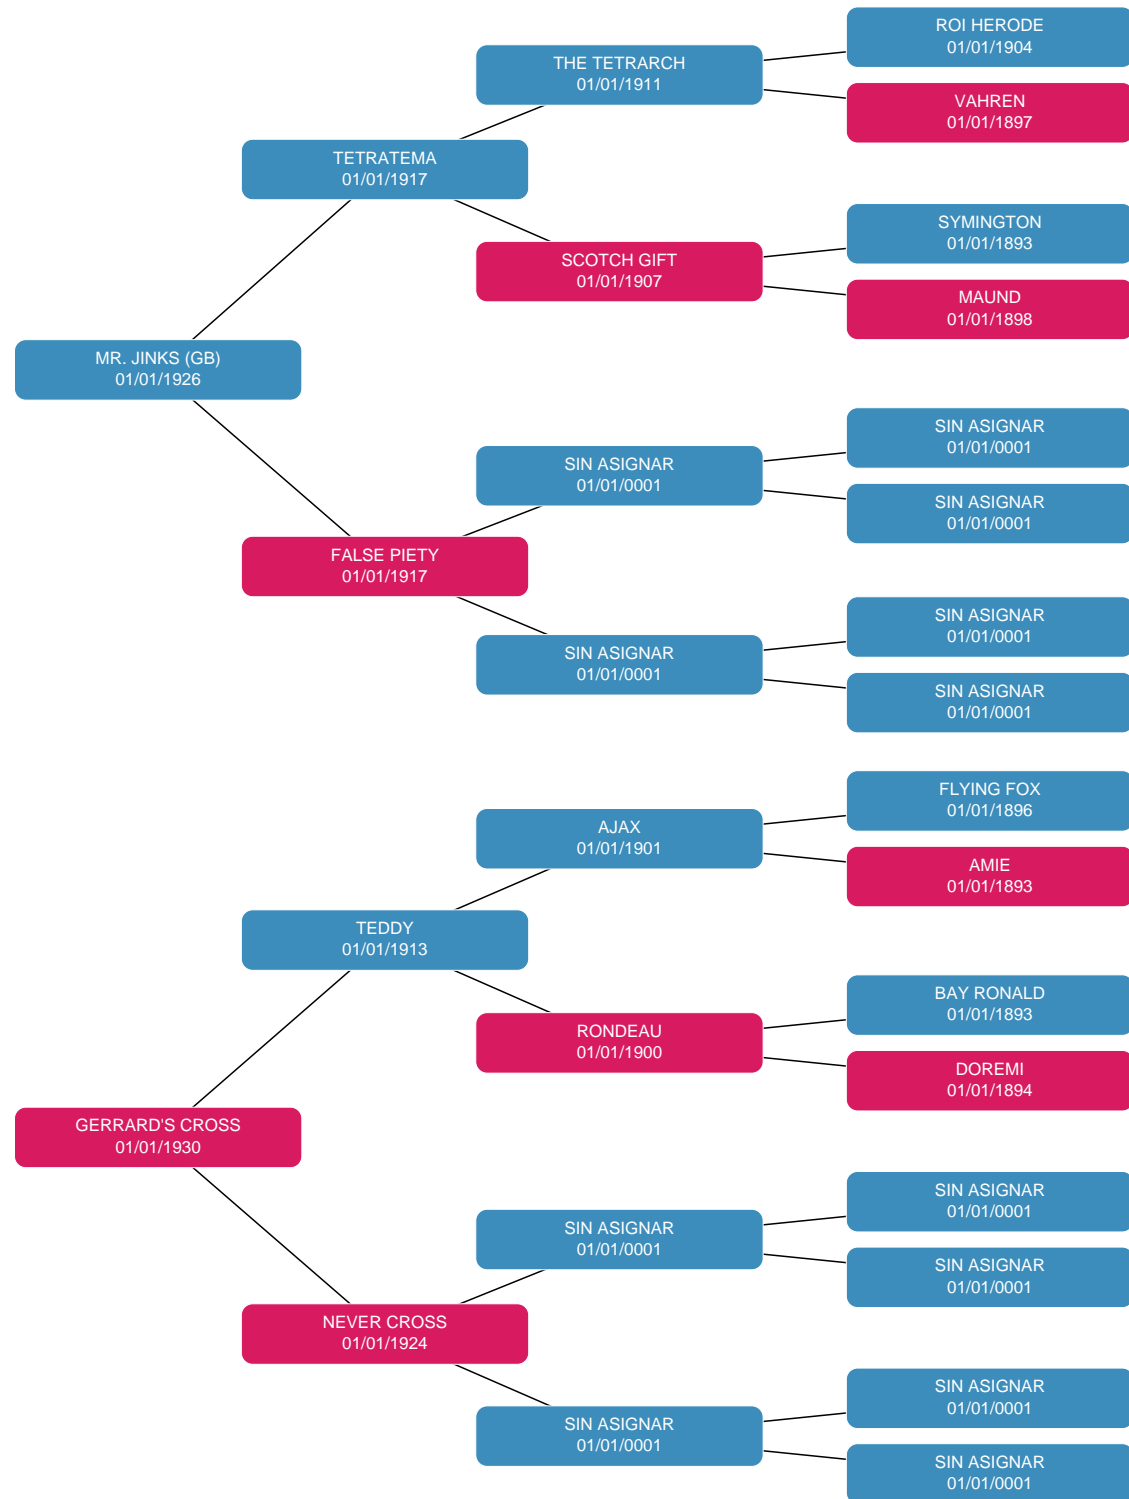 ROI HERODE
01/01/1904
THE TETRARCH
01/01/1911
VAHREN
01/01/1897
TETRATEMA
01/01/1917
SYMINGTON
01/01/1893
SCOTCH GIFT
01/01/1907
MAUND
01/01/1898
MR. JINKS (GB)
01/01/1926
SIN ASIGNAR
01/01/0001
SIN ASIGNAR
01/01/0001
SIN ASIGNAR
01/01/0001
FALSE PIETY
01/01/1917
SIN ASIGNAR
01/01/0001
SIN ASIGNAR
01/01/0001
SIN ASIGNAR
01/01/0001
FLYING FOX
01/01/1896
AJAX
01/01/1901
AMIE
01/01/1893
TEDDY
01/01/1913
BAY RONALD
01/01/1893
RONDEAU
01/01/1900
DOREMI
01/01/1894
GERRARD'S CROSS
01/01/1930
SIN ASIGNAR
01/01/0001
SIN ASIGNAR
01/01/0001
SIN ASIGNAR
01/01/0001
NEVER CROSS
01/01/1924
SIN ASIGNAR
01/01/0001
SIN ASIGNAR
01/01/0001
SIN ASIGNAR
01/01/0001